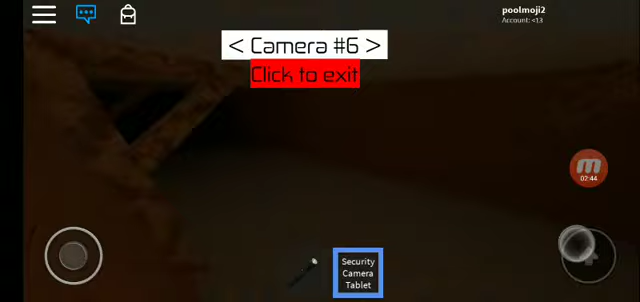 poolmoji2
Account: <13
< Camera #6 >
Click to exit
02:44
Security
Camera
Tablet